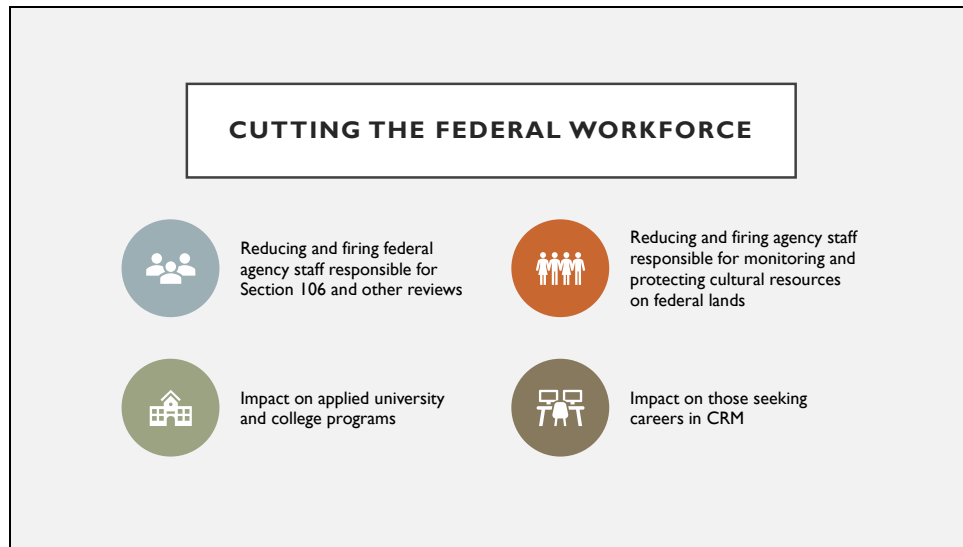 CUTTING THE FEDERAL WORKFORCE
Reducing and firing federal
agency staff responsible for
Section 106 and other reviews
Reducing and firing agency staff
responsible for monitoring and
protecting cultural resources
on federal lands
Impact on applied university
and college programs
Impact on those seeking
careers in CRM